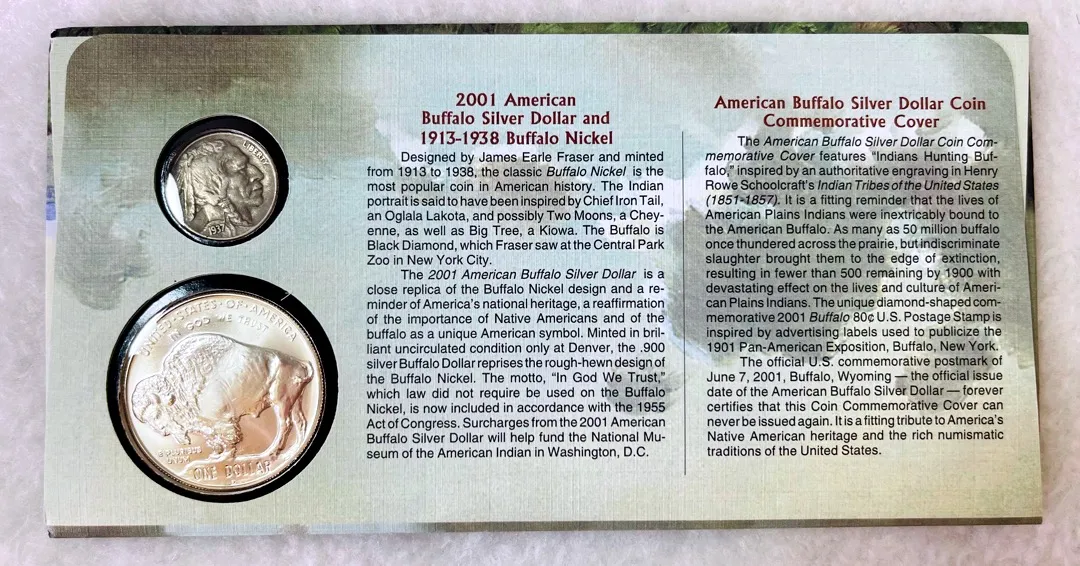 LIBERTY
1937
UNITED STATES OF AMERICA
IN GOD WE TRUST
E PLURIBUS
UNUM
ONE DOLLAR
2001 American
Buffalo Silver Dollar and
1913-1938 Buffalo Nickel
Designed by James Earle Fraser and minted
from 1913 to 1938, the classic Buffalo Nickel is the
most popular coin in American history. The Indian
portrait is said to have been inspired by Chief Iron Tail,
an Oglala Lakota, and possibly Two Moons, a Chey-
enne, as well as Big Tree, a Kiowa. The Buffalo is
Black Diamond, which Fraser saw at the Central Park
Zoo in New York City.
The 2001 American Buffalo Silver Dollar is a
close replica of the Buffalo Nickel design and a re-
minder of America's national heritage, a reaffirmation
of the importance of Native Americans and of the
buffalo as a unique American symbol. Minted in bril-
liant uncirculated condition only at Denver, the .900
silver Buffalo Dollar reprises the rough-hewn design of
the Buffalo Nickel. The motto, "In God We Trust,"
which law did not require be used on the Buffalo
Nickel, is now included in accordance with the 1955
Act of Congress. Surcharges from the 2001 American
Buffalo Silver Dollar will help fund the National Mu-
seum of the American Indian in Washington, D.C.
American Buffalo Silver Dollar Coin
Commemorative Cover
The American Buffalo Silver Dollar Coin Com-
memorative Cover features "Indians Hunting Buf-
falo," inspired by an authoritative engraving in Henry
Rowe Schoolcraft's Indian Tribes of the United States
(1851-1857). It is a fitting reminder that the lives of
American Plains Indians were inextricably bound to
the American Buffalo. As many as 50 million buffalo
once thundered across the prairie, but indiscriminate
slaughter brought them to the edge of extinction,
resulting in fewer than 500 remaining by 1900 with
devastating effect on the lives and culture of Ameri-
can Plains Indians. The unique diamond-shaped com-
memorative 2001 Buffalo 80¢ U.S. Postage Stamp is
inspired by advertising labels used to publicize the
1901 Pan-American Exposition, Buffalo, New York.
The official U.S. commemorative postmark of
June 7, 2001, Buffalo, Wyoming — the official issue
date of the American Buffalo Silver Dollar — forever
certifies that this Coin Commemorative Cover can
never be issued again. It is a fitting tribute to America's
Native American heritage and the rich numismatic
traditions of the United States.